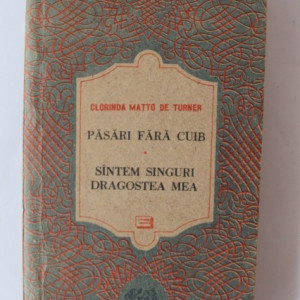 CLORINDA MATTO DE TURNER
PĂSĂRI FĂRĂ CUIB
SÎNTEM SINGURI
DRAGOSTEA MEA